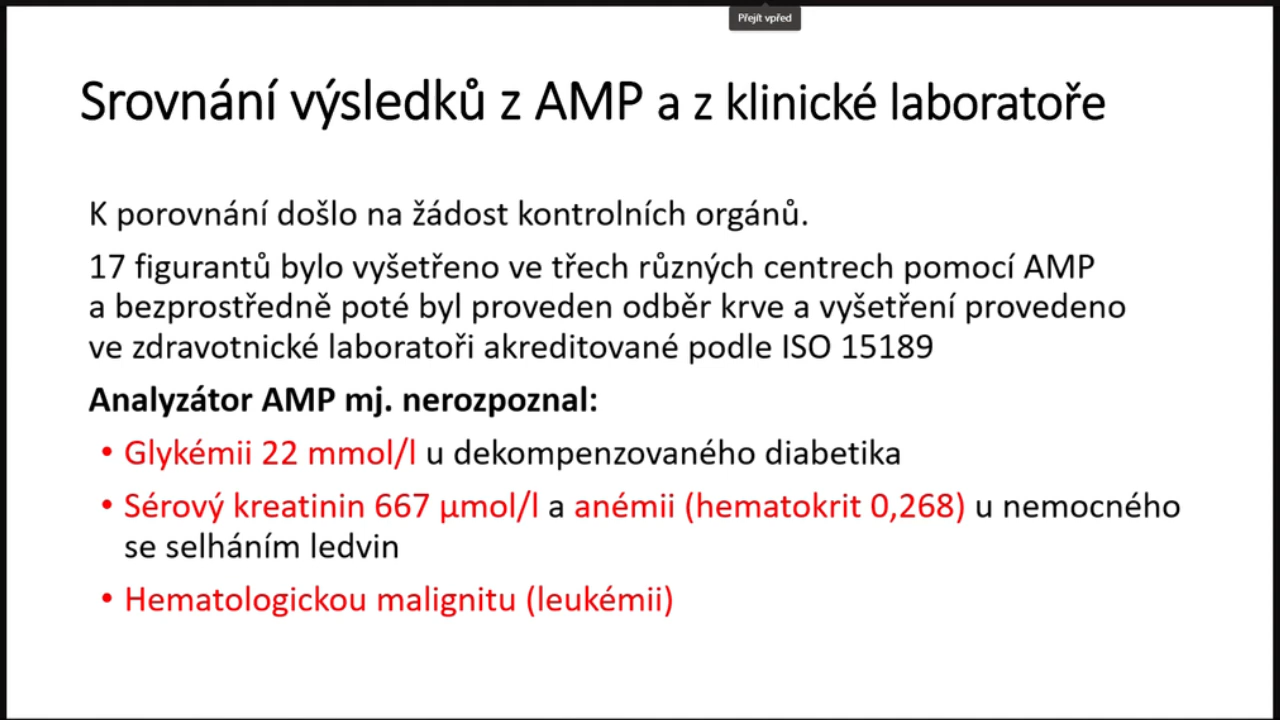 Přejít vpřed
Srovnání výsledků z AMP a z klinické laboratoře
K porovnání došlo na žádost kontrolních orgánů.
17 figurantů bylo vyšetřeno ve třech různých centrech pomocí AMP
a bezprostředně poté byl proveden odběr krve a vyšetření provedeno
ve zdravotnické laboratoři akreditované podle ISO 15189
Analyzátor AMP mj. nerozpoznal:
• Glykémii 22 mmol/l u dekompenzovaného diabetika
• Sérový kreatinin 667 µmol/l a anémii (hematokrit 0,268) u nemocného
se selháním ledvin
• Hematologickou malignitu (leukémii)